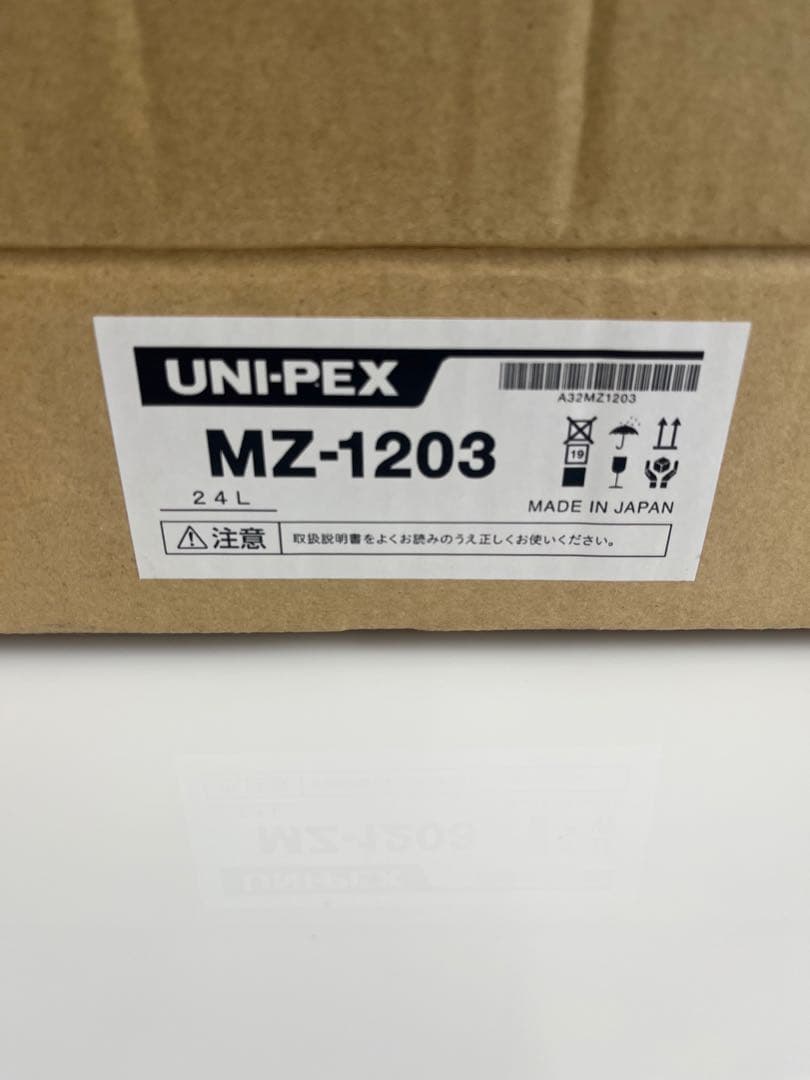 UNI-PEX
A32MZ1203
MZ-1203
19
24L
MADE IN JAPAN
注意 取扱説明書をよくお読みのうえ正しくお使いください。